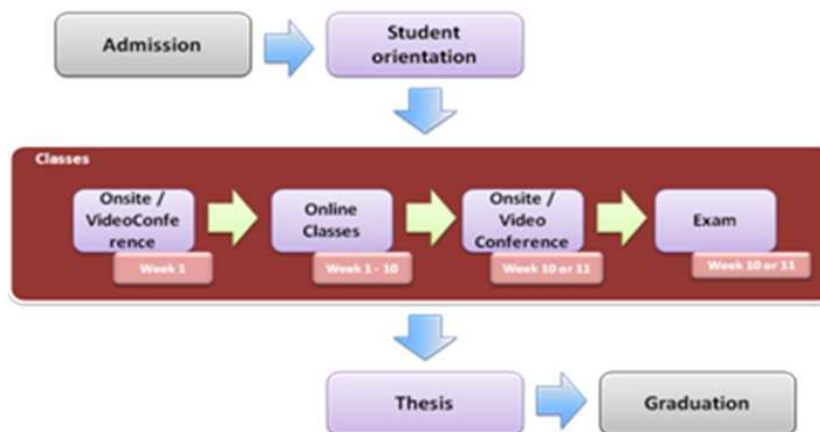 Admission
Student
orientation
Classes
Onsite /
VideoConfe
rence
Week 1
Online
Classes
Week 1 - 10
Onsite /
Video
Conference
Week 10 or 11
Exam
Week 10 or 11
Thesis
Graduation